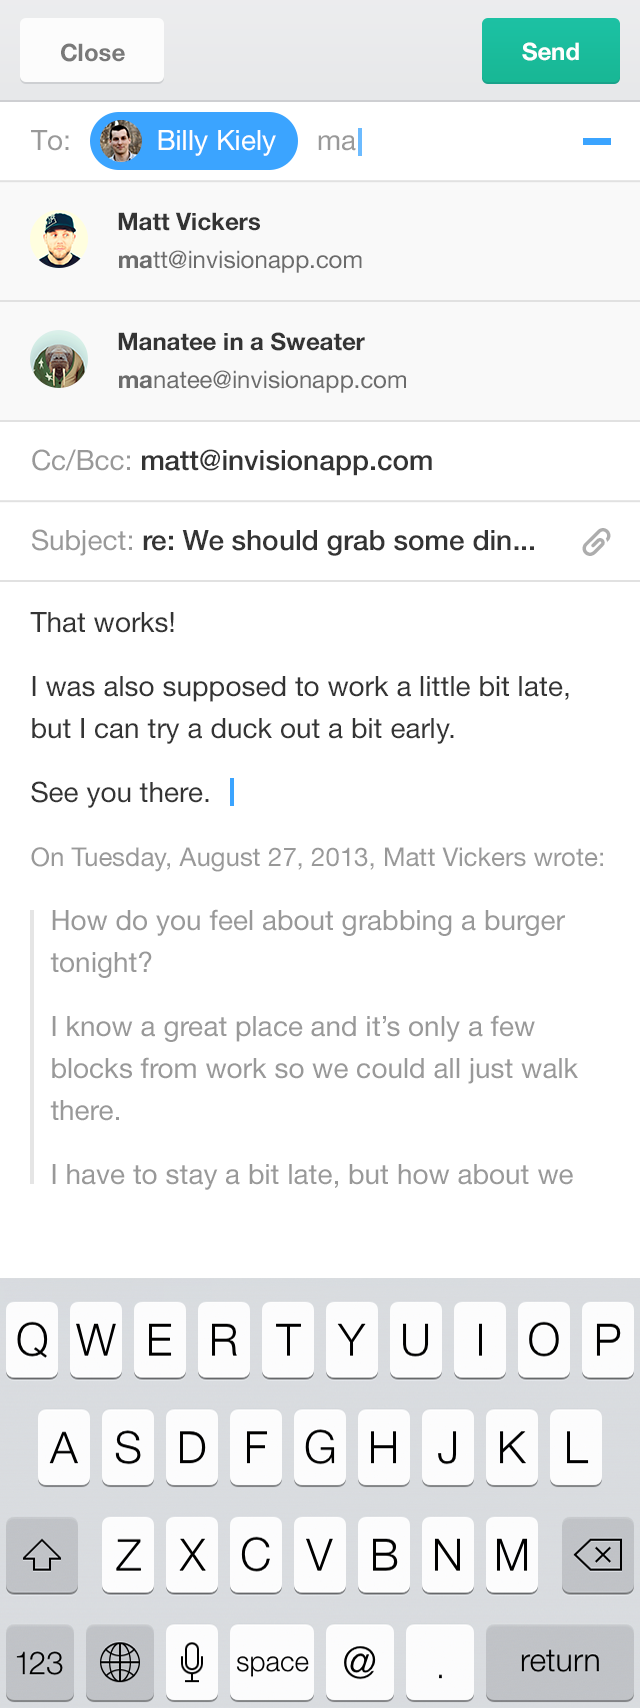 Close
Send
To: Billy Kiely ma
Matt Vickers
matt@invisionapp.com
Manatee in a Sweater
manatee@invisionapp.com
Cc/Bcc: matt@invisionapp.com
Subject: re: We should grab some din...
That works!
I was also supposed to work a little bit late,
but I can try a duck out a bit early.
See you there.
On Tuesday, August 27, 2013, Matt Vickers wrote:
How do you feel about grabbing a burger
tonight?
I know a great place and it’s only a few
blocks from work so we could all just walk
there.
I have to stay a bit late, but how about we
Q W E R T Y U I O P
A S D F G H J K L
Z X C V B N M
123 space @ . return